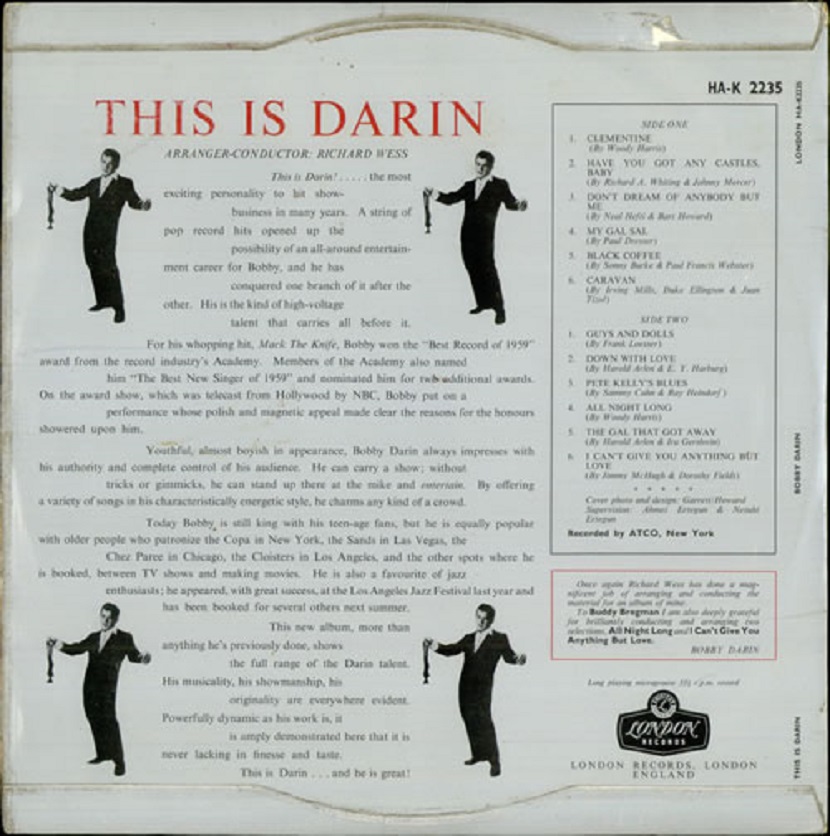 HA-K 2235
THIS IS DARIN
ARRANGER-CONDUCTOR: RICHARD WESS
This is Darin! . . . . . the most
exciting personality to hit show-
business in many years. A string of
pop record hits opened up the
possibility of an all-around entertain-
ment career for Bobby, and he has
conquered one branch of it after the
other. His is the kind of high-voltage
talent that carries all before it.
For his whopping hit, Mack The Knife, Bobby won the "Best Record of 1959"
award from the record industry's Academy. Members of the Academy also named
him "The Best New Singer of 1959" and nominated him for two additional awards.
On the award show, which was telecast from Hollywood by NBC, Bobby put on a
performance whose polish and magnetic appeal made clear the reasons for the honours
showered upon him.
Youthful, almost boyish in appearance, Bobby Darin always impresses with
his authority and complete control of his audience. He can carry a show; without
tricks or gimmicks, he can stand up there at the mike and entertain. By offering
a variety of songs in his characteristically energetic style, he charms any kind of a crowd.
Today Bobby is still king with his teen-age fans, but he is equally popular
with older people who patronize the Copa in New York, the Sands in Las Vegas, the
Chez Paree in Chicago, the Cloisters in Los Angeles, and the other spots where he
is booked, between TV shows and making movies. He is also a favourite of jazz
enthusiasts; he appeared, with great success, at the Los Angeles Jazz Festival last year and
has been booked for several others next summer.
This new album, more than
anything he's previously done, shows
the full range of the Darin talent.
His musicality, his showmanship, his
originality are everywhere evident.
Powerfully dynamic as his work is, it
is amply demonstrated here that it is
never lacking in finesse and taste.
This is Darin . . . and he is great!
SIDE ONE
1. CLEMENTINE
(By Woody Harris)
2. HAVE YOU GOT ANY CASTLES,
BABY
(By Richard A. Whiting & Johnny Mercer)
3. DON'T DREAM OF ANYBODY BUT
ME
(By Neal Hefti & Bart Howard)
4. MY GAL SAL
(By Paul Dresser)
5. BLACK COFFEE
(By Sonny Burke & Paul Francis Webster)
6. CARAVAN
(By Irving Mills, Duke Ellington & Juan
Tizol)
SIDE TWO
1. GUYS AND DOLLS
(By Frank Loesser)
2. DOWN WITH LOVE
(By Harold Arlen & E. Y. Harburg)
3. PETE KELLY'S BLUES
(By Sammy Cahn & Ray Heindorf)
4. ALL NIGHT LONG
(By Woody Harris)
5. THE GAL THAT GOT AWAY
(By Harold Arlen & Ira Gershwin)
6. I CAN'T GIVE YOU ANYTHING BUT
LOVE
(By Jimmy McHugh & Dorothy Fields)
* * * * *
Cover photo and design: Garrett/Howard
Supervision: Ahmet Ertegun & Nesuhi
Ertegun
Recorded by ATCO, New York
Once again Richard Wess has done a mag-
nificent job of arranging and conducting the
material for an album of mine.
To Buddy Bregman I am also deeply grateful
for brilliantly conducting and arranging two
selections, All Night Long and I Can't Give You
Anything But Love.
BOBBY DARIN
Long playing microgroove 33⅓ r.p.m. record
LONDON
RECORDS
LONDON RECORDS, LONDON
ENGLAND
LONDON HA-K2235
BOBBY DARIN
THIS IS DARIN